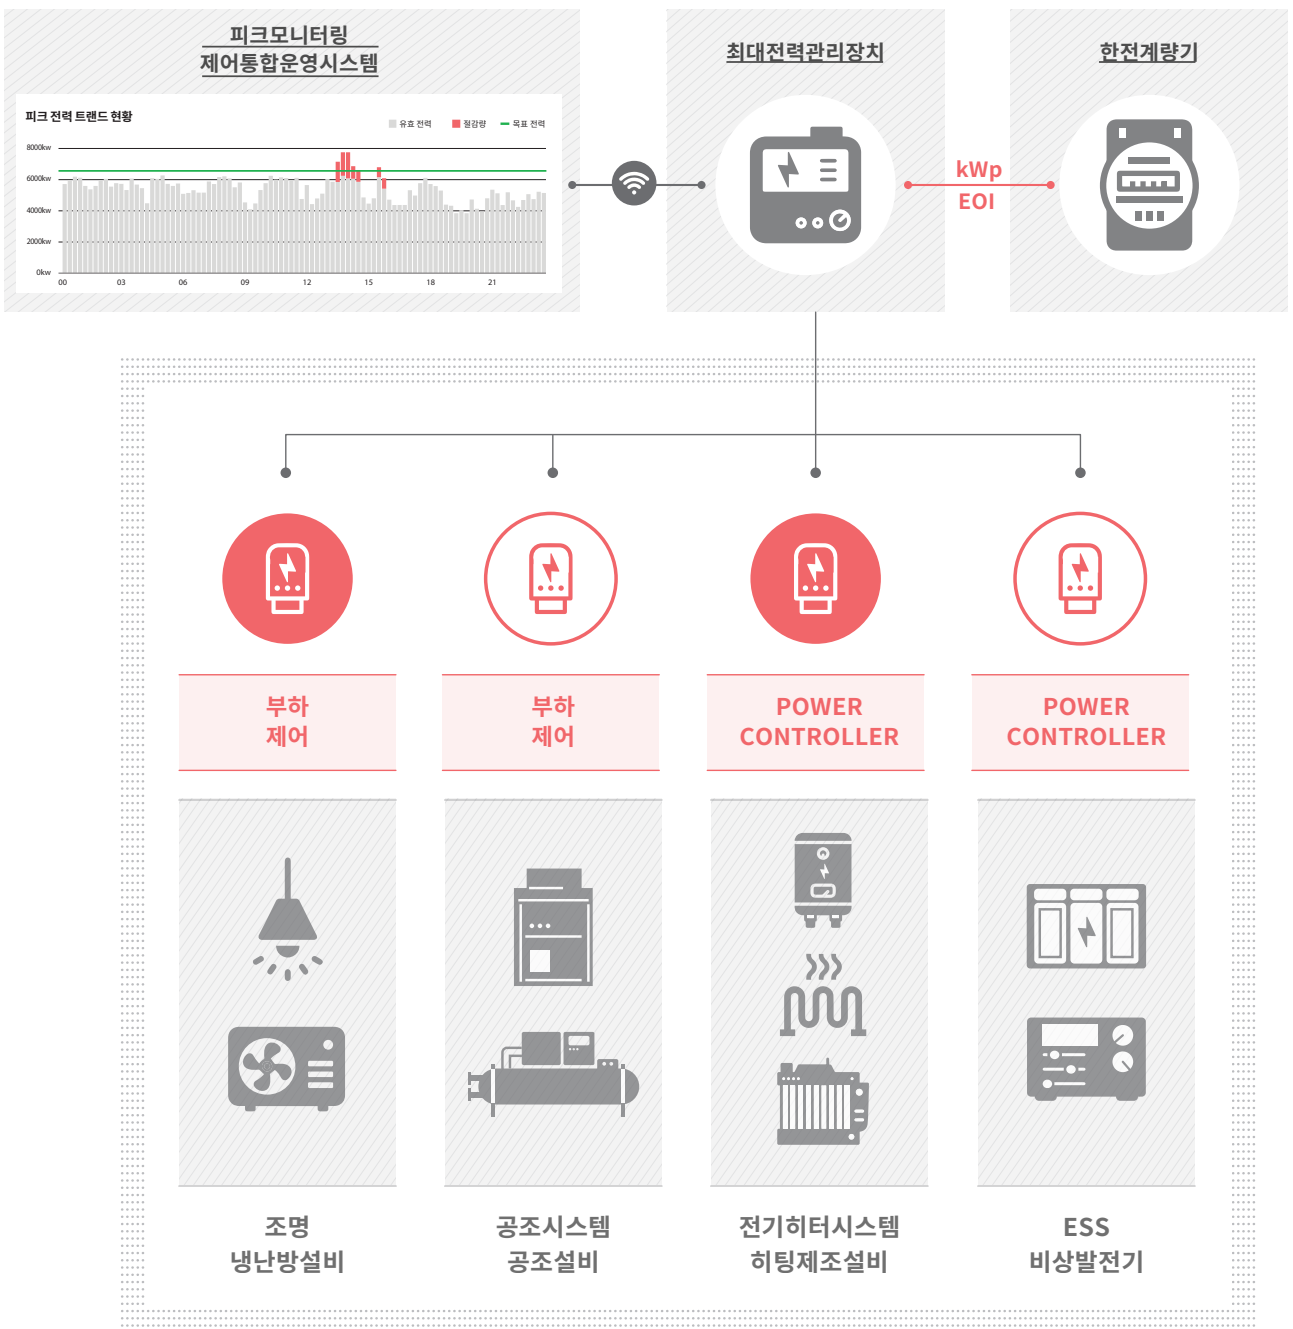 피크모니터링
제어통합운영시스템
최대전력관리장치
한전계량기
피크 전력 트랜드 현황
유효 전력
절감량
목표 전력
8000kw
6000kw
4000kw
2000kw
0kw
00 03 06 09 12 15 18 21
kWp
EOI
부하
제어
부하
제어
POWER
CONTROLLER
POWER
CONTROLLER
조명
냉난방설비
공조시스템
공조설비
전기히터시스템
히팅제조설비
ESS
비상발전기